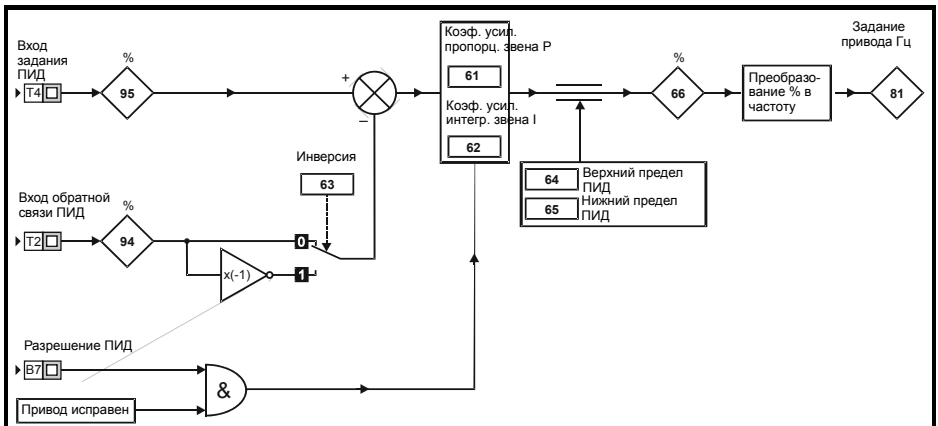 Вход
задания
ПИД
T4
%
95
+
−
Коэф. усил.
пропорц. звена P
61
Коэф. усил.
интегр. звена I
62
%
66
Преобразо-
вание % в
частоту
Задание
привода Гц
81
64
Верхний предел
ПИД
65
Нижний предел
ПИД
Инверсия
63
Вход обратной
связи ПИД
T2
%
94
0
1
x(-1)
Разрешение ПИД
B7
&
Привод исправен